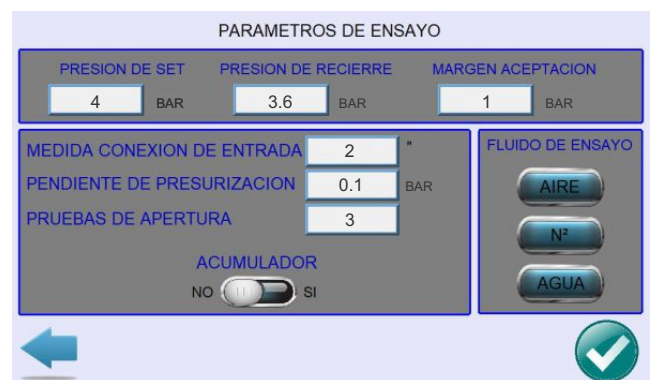 PARAMETROS DE ENSAYO
PRESION DE SET PRESION DE RECIERRE MARGEN ACEPTACION
4 BAR 3.6 BAR 1 BAR
MEDIDA CONEXION DE ENTRADA 2 "
PENDIENTE DE PRESURIZACION 0.1 BAR
PRUEBAS DE APERTURA 3
ACUMULADOR
NO SI
FLUIDO DE ENSAYO
AIRE
N²
AGUA